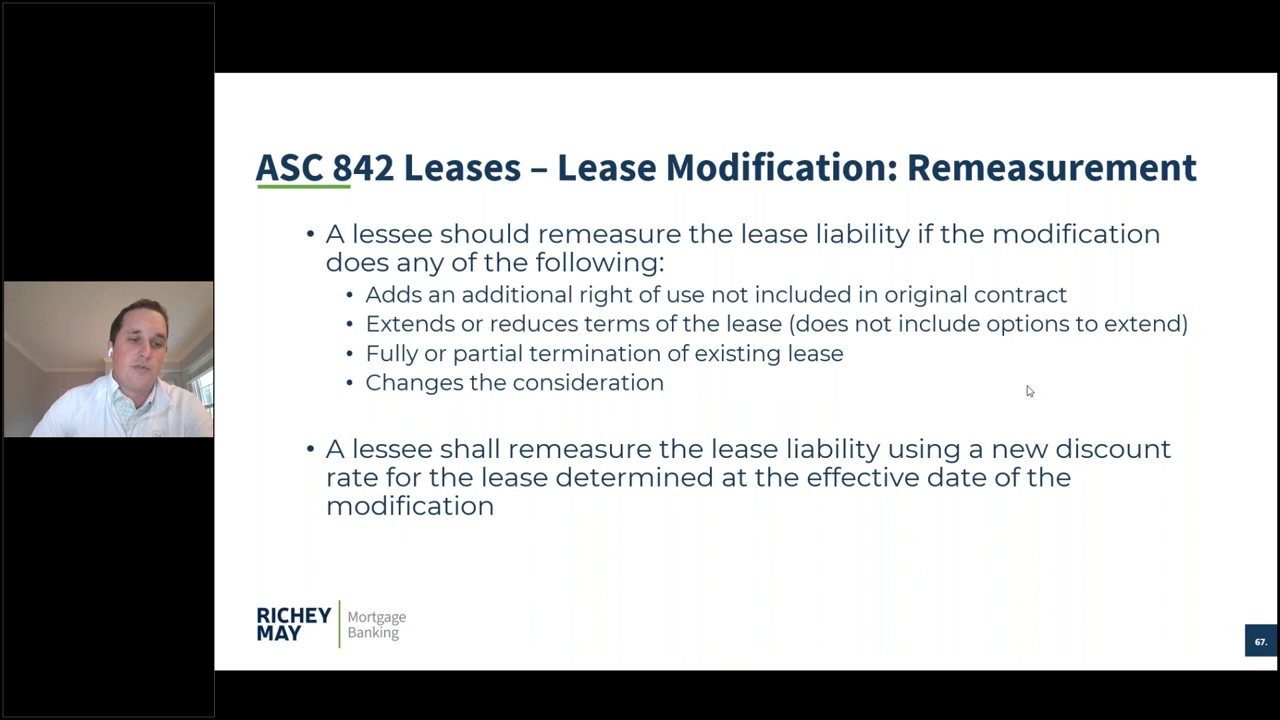 ASC 842 Leases – Lease Modification: Remeasurement
• A lessee should remeasure the lease liability if the modification
does any of the following:
• Adds an additional right of use not included in original contract
• Extends or reduces terms of the lease (does not include options to extend)
• Fully or partial termination of existing lease
• Changes the consideration
• A lessee shall remeasure the lease liability using a new discount
rate for the lease determined at the effective date of the
modification
RICHEY
MAY
Mortgage
Banking
67.